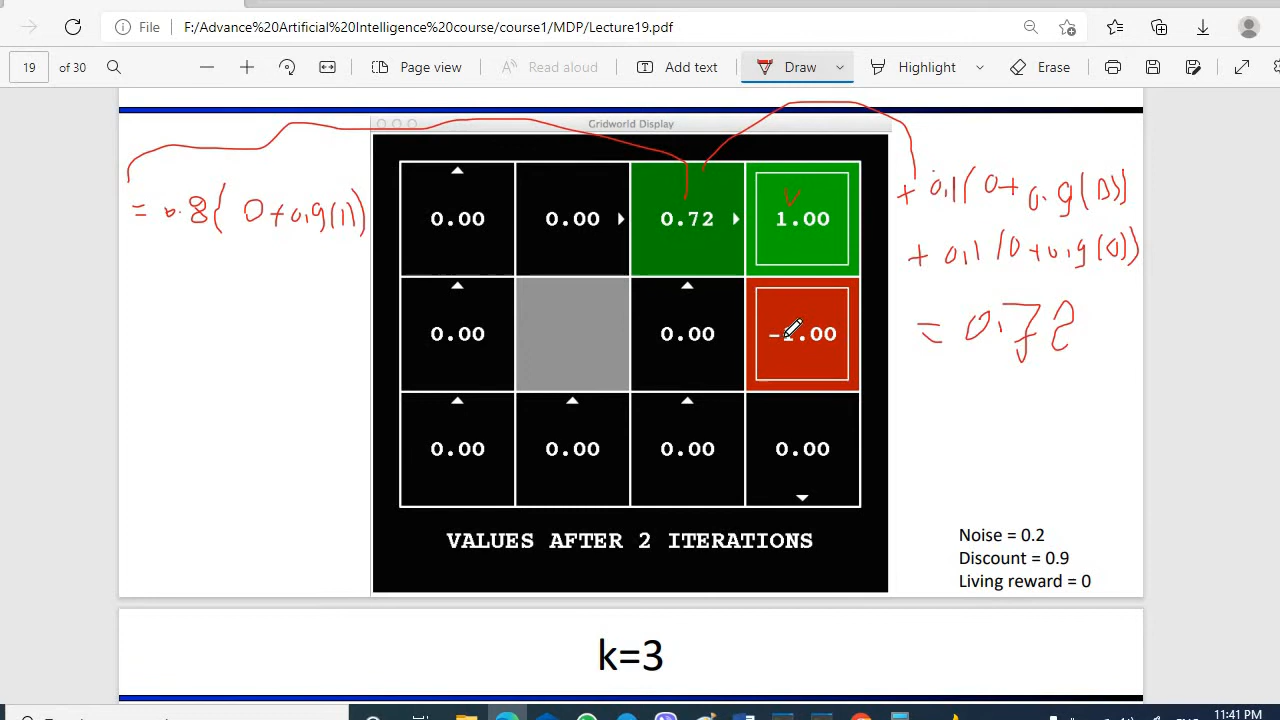 File F:/Advance%20Artificial%20Intelligence%20course/course1/MDP/Lecture19.pdf
19 of 30 Page view Read aloud Add text Draw Highlight Erase
Gridworld Display
= 0.8( 0+0.9(1)) 0.00 0.00 0.72 1.00 + 0.1(0+0.9(0))
+ 0.1(0+0.9(0))
0.00 0.00 -1.00 = 0.72
0.00 0.00 0.00 0.00
VALUES AFTER 2 ITERATIONS
Noise = 0.2
Discount = 0.9
Living reward = 0
k=3
11:41 PM